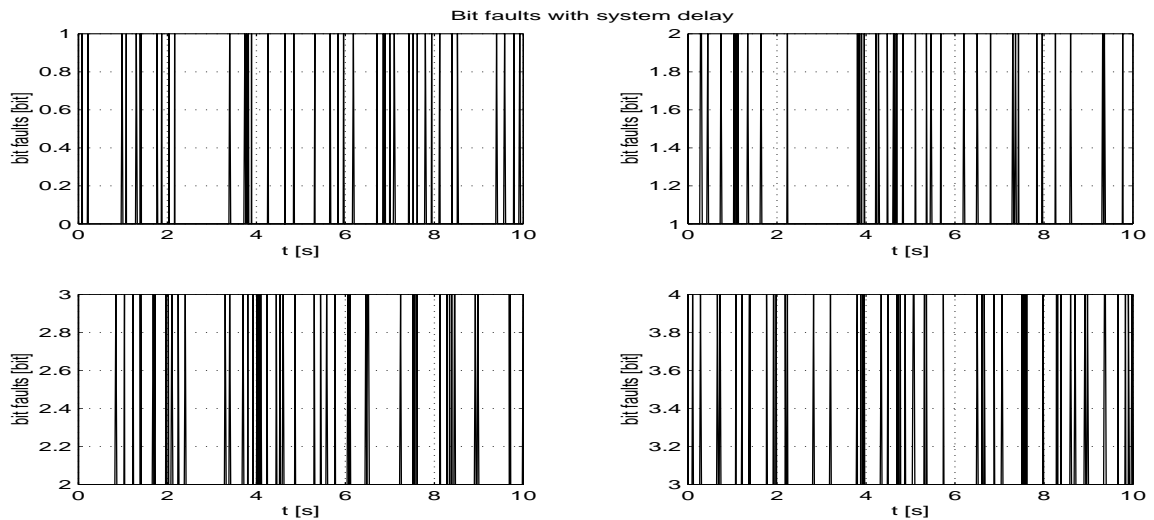 Bit faults with system delay
1
0.8
0.6
0.4
0.2
0
bit faults [bit]
0 2 4 6 8 10
t [s]
2
1.8
1.6
1.4
1.2
1
bit faults [bit]
0 2 4 6 8 10
t [s]
3
2.8
2.6
2.4
2.2
2
bit faults [bit]
0 2 4 6 8 10
t [s]
4
3.8
3.6
3.4
3.2
3
bit faults [bit]
0 2 4 6 8 10
t [s]